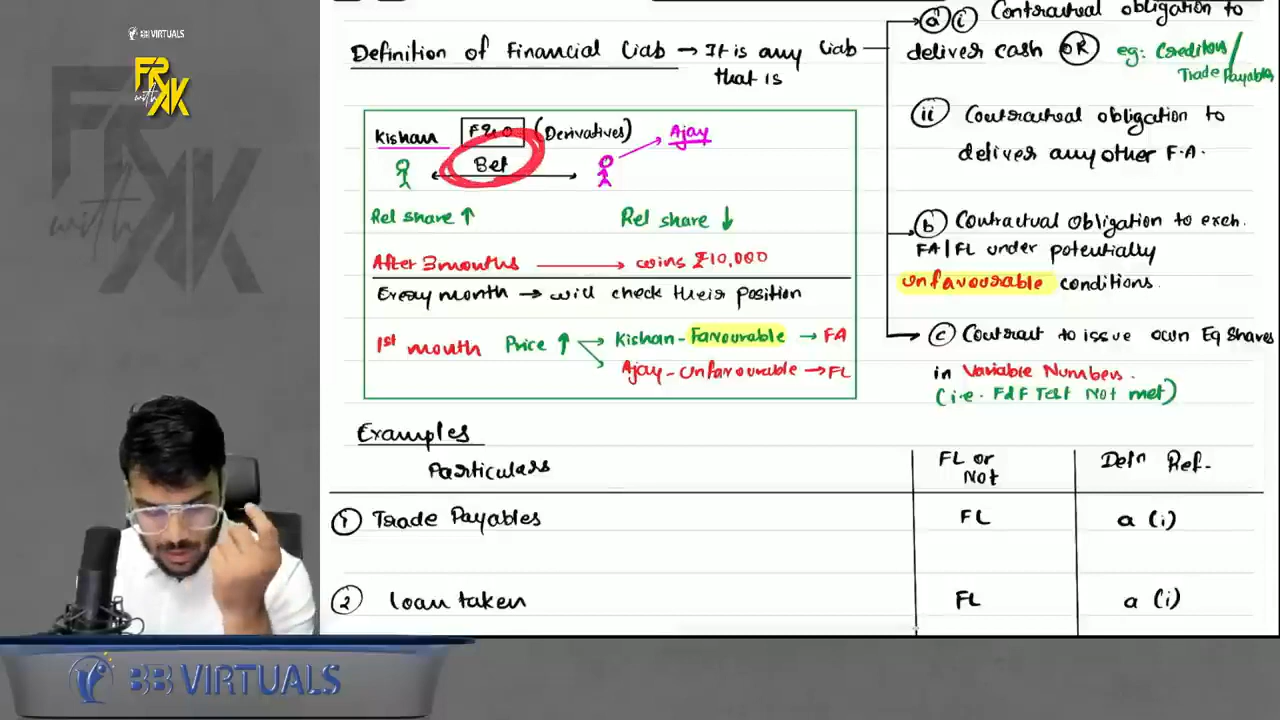 BB VIRTUALS
FR
with
AK
Definition of Financial Liab → It is any Liab
that is
a i Contractual obligation to
deliver cash OR eg: Creditors/
Trade Payables
ii Contractual obligation to
deliver any other F.A.
b Contractual obligation to exch.
FA/FL under potentially
unfavourable conditions.
c Contract to issue own Eq Shares
in Variable Numbers.
(i.e. FdF Test Not met)
Kishan F&O (Derivatives) Ajay
Bet
Rel share ↑ Rel share ↓
After 3 months → wins ₹10,000
Every month → will check their position
1st month Price ↑ Kishan - Favourable → FA
Ajay - unfavourable → FL
Examples
Particulars FL or Not Defn Ref.
1 Trade Payables FL a (i)
2 Loan taken FL a (i)
BB VIRTUALS